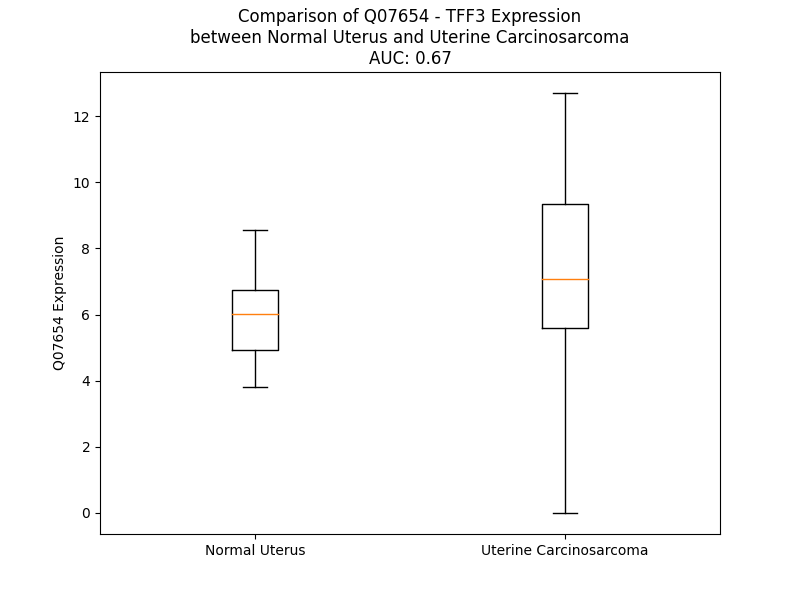 Comparison of Q07654 - TFF3 Expression
between Normal Uterus and Uterine Carcinosarcoma
AUC: 0.67
12
10
8
6
4
2
0
Q07654 Expression
Normal Uterus
Uterine Carcinosarcoma